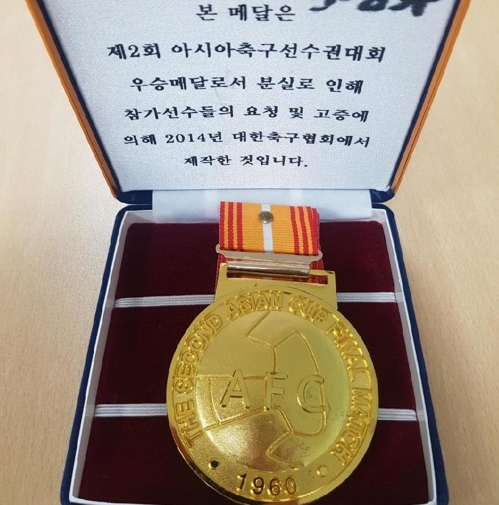 본 메달은
제2회 아시아축구선수권대회
우승메달로서 분실로 인해
참가선수들의 요청 및 고증에
의해 2014년 대한축구협회에서
제작한 것입니다.
THE SECOND ASIAN CUP FINAL MATCH
AFC
· 1960 ·